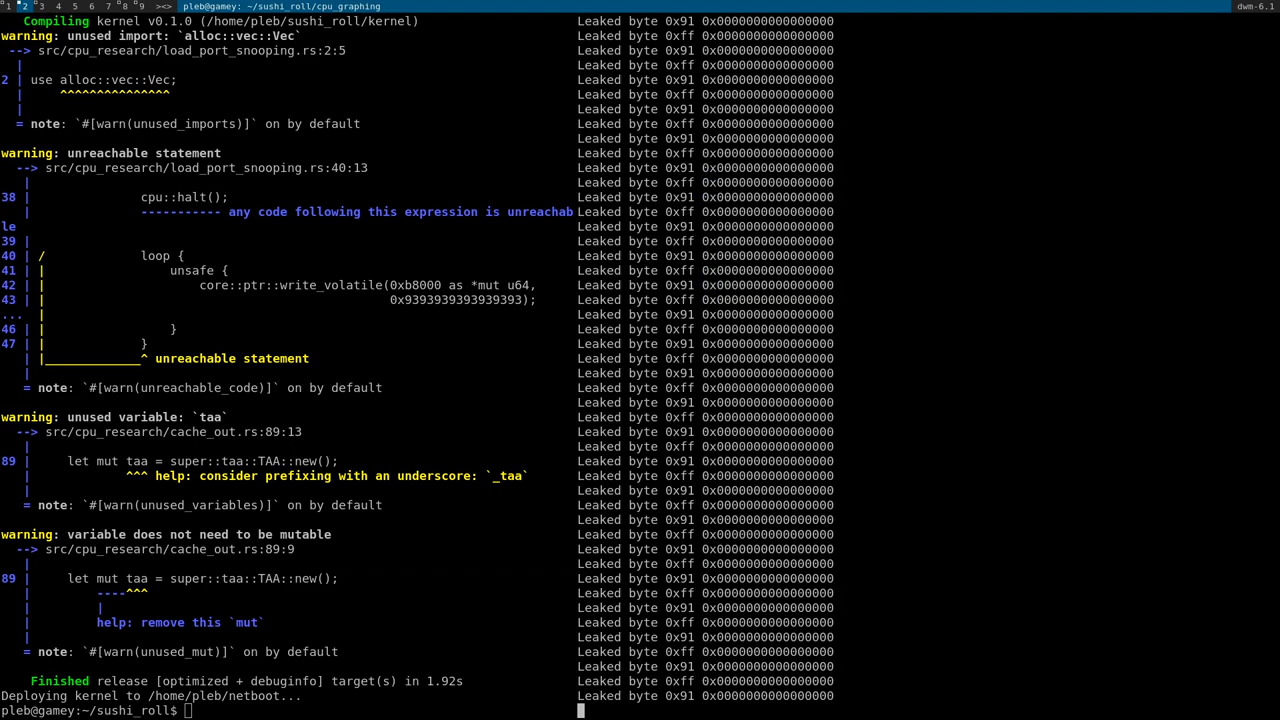 1 2 3 4 5 6 7 8 9 ><> pleb@gamey: ~/sushi_roll/cpu_graphing dwm-6.1
Compiling kernel v0.1.0 (/home/pleb/sushi_roll/kernel)
warning: unused import: `alloc::vec::Vec`
--> src/cpu_research/load_port_snooping.rs:2:5
|
2 | use alloc::vec::Vec;
| ^^^^^^^^^^^^^^^
|
= note: `#[warn(unused_imports)]` on by default
warning: unreachable statement
--> src/cpu_research/load_port_snooping.rs:40:13
|
38 | cpu::halt();
| ----------- any code following this expression is unreachab
le
39 |
40 | / loop {
41 | | unsafe {
42 | | core::ptr::write_volatile(0xb8000 as *mut u64,
43 | | 0x9393939393939393);
... |
46 | | }
47 | | }
| |_____________^ unreachable statement
|
= note: `#[warn(unreachable_code)]` on by default
warning: unused variable: `taa`
--> src/cpu_research/cache_out.rs:89:13
|
89 | let mut taa = super::taa::TAA::new();
| ^^^ help: consider prefixing with an underscore: `_taa`
|
= note: `#[warn(unused_variables)]` on by default
warning: variable does not need to be mutable
--> src/cpu_research/cache_out.rs:89:9
|
89 | let mut taa = super::taa::TAA::new();
| ----^^^
| |
| help: remove this `mut`
|
= note: `#[warn(unused_mut)]` on by default
Finished release [optimized + debuginfo] target(s) in 1.92s
Deploying kernel to /home/pleb/netboot...
pleb@gamey:~/sushi_roll$
Leaked byte 0x91 0x0000000000000000
Leaked byte 0xff 0x0000000000000000
Leaked byte 0x91 0x0000000000000000
Leaked byte 0xff 0x0000000000000000
Leaked byte 0x91 0x0000000000000000
Leaked byte 0xff 0x0000000000000000
Leaked byte 0x91 0x0000000000000000
Leaked byte 0xff 0x0000000000000000
Leaked byte 0x91 0x0000000000000000
Leaked byte 0xff 0x0000000000000000
Leaked byte 0x91 0x0000000000000000
Leaked byte 0xff 0x0000000000000000
Leaked byte 0x91 0x0000000000000000
Leaked byte 0xff 0x0000000000000000
Leaked byte 0x91 0x0000000000000000
Leaked byte 0xff 0x0000000000000000
Leaked byte 0x91 0x0000000000000000
Leaked byte 0xff 0x0000000000000000
Leaked byte 0x91 0x0000000000000000
Leaked byte 0xff 0x0000000000000000
Leaked byte 0x91 0x0000000000000000
Leaked byte 0xff 0x0000000000000000
Leaked byte 0x91 0x0000000000000000
Leaked byte 0xff 0x0000000000000000
Leaked byte 0x91 0x0000000000000000
Leaked byte 0xff 0x0000000000000000
Leaked byte 0x91 0x0000000000000000
Leaked byte 0xff 0x0000000000000000
Leaked byte 0x91 0x0000000000000000
Leaked byte 0xff 0x0000000000000000
Leaked byte 0x91 0x0000000000000000
Leaked byte 0xff 0x0000000000000000
Leaked byte 0x91 0x0000000000000000
Leaked byte 0xff 0x0000000000000000
Leaked byte 0x91 0x0000000000000000
Leaked byte 0xff 0x0000000000000000
Leaked byte 0x91 0x0000000000000000
Leaked byte 0xff 0x0000000000000000
Leaked byte 0x91 0x0000000000000000
Leaked byte 0xff 0x0000000000000000
Leaked byte 0x91 0x0000000000000000
Leaked byte 0xff 0x0000000000000000
Leaked byte 0x91 0x0000000000000000
Leaked byte 0xff 0x0000000000000000
Leaked byte 0x91 0x0000000000000000
Leaked byte 0xff 0x0000000000000000
Leaked byte 0x91 0x0000000000000000